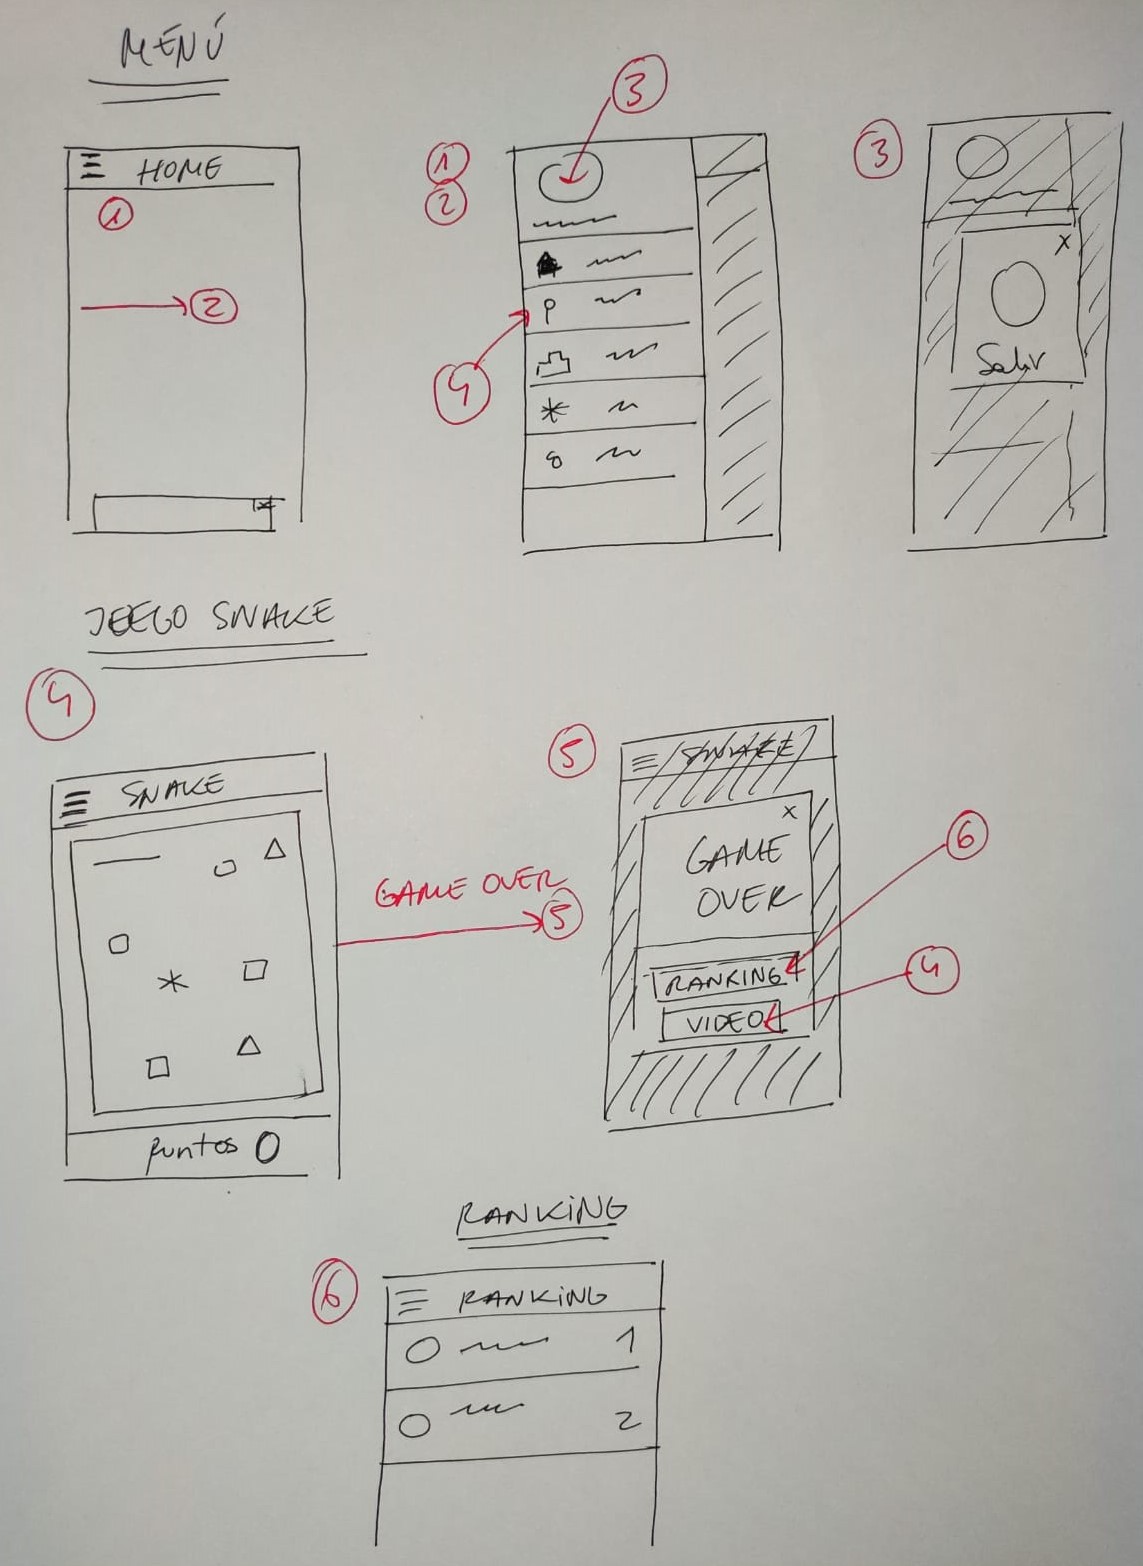 MENÚ
3
HOME
1
1
2
3
2
4
x
Salir
x
JUEGO SNAKE
4
5
SNAKE
SNAKE
x
GAME
OVER
6
GAME OVER
5
RANKING
4
VIDEO
Puntos 0
RANKING
6
RANKING
1
2